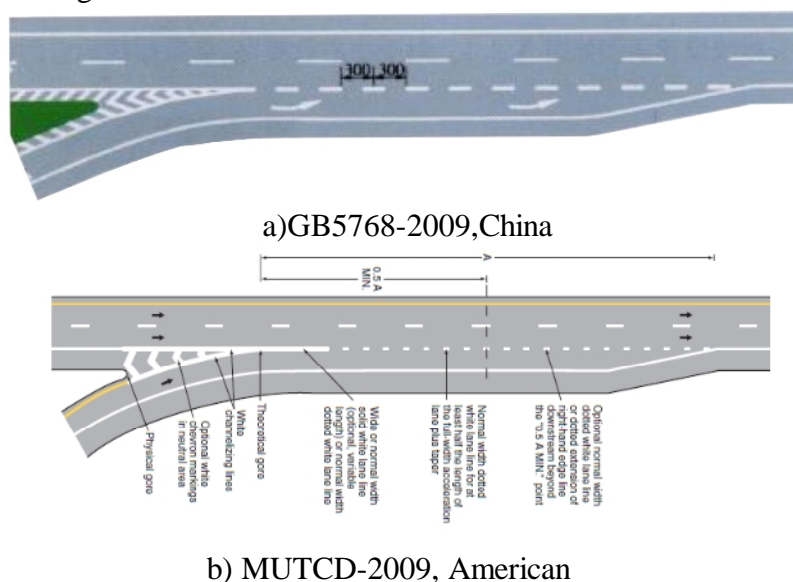 300 300
a)GB5768-2009,China
A
0.5 A
MIN.
Physical gore
Optional white
chevron markings
in neutral area
White
channelizing lines
Theoretical gore
Wide or normal width
solid white lane line
(optional, variable
length) or normal width
dotted white lane line
Normal width dotted
white lane line for at
least half the length of
the full-width acceleration
lane plus taper
Optional normal width
dotted white lane line
or dotted extension of
right-hand edge line
downstream beyond
the "0.5 A MIN." point
b) MUTCD-2009, American